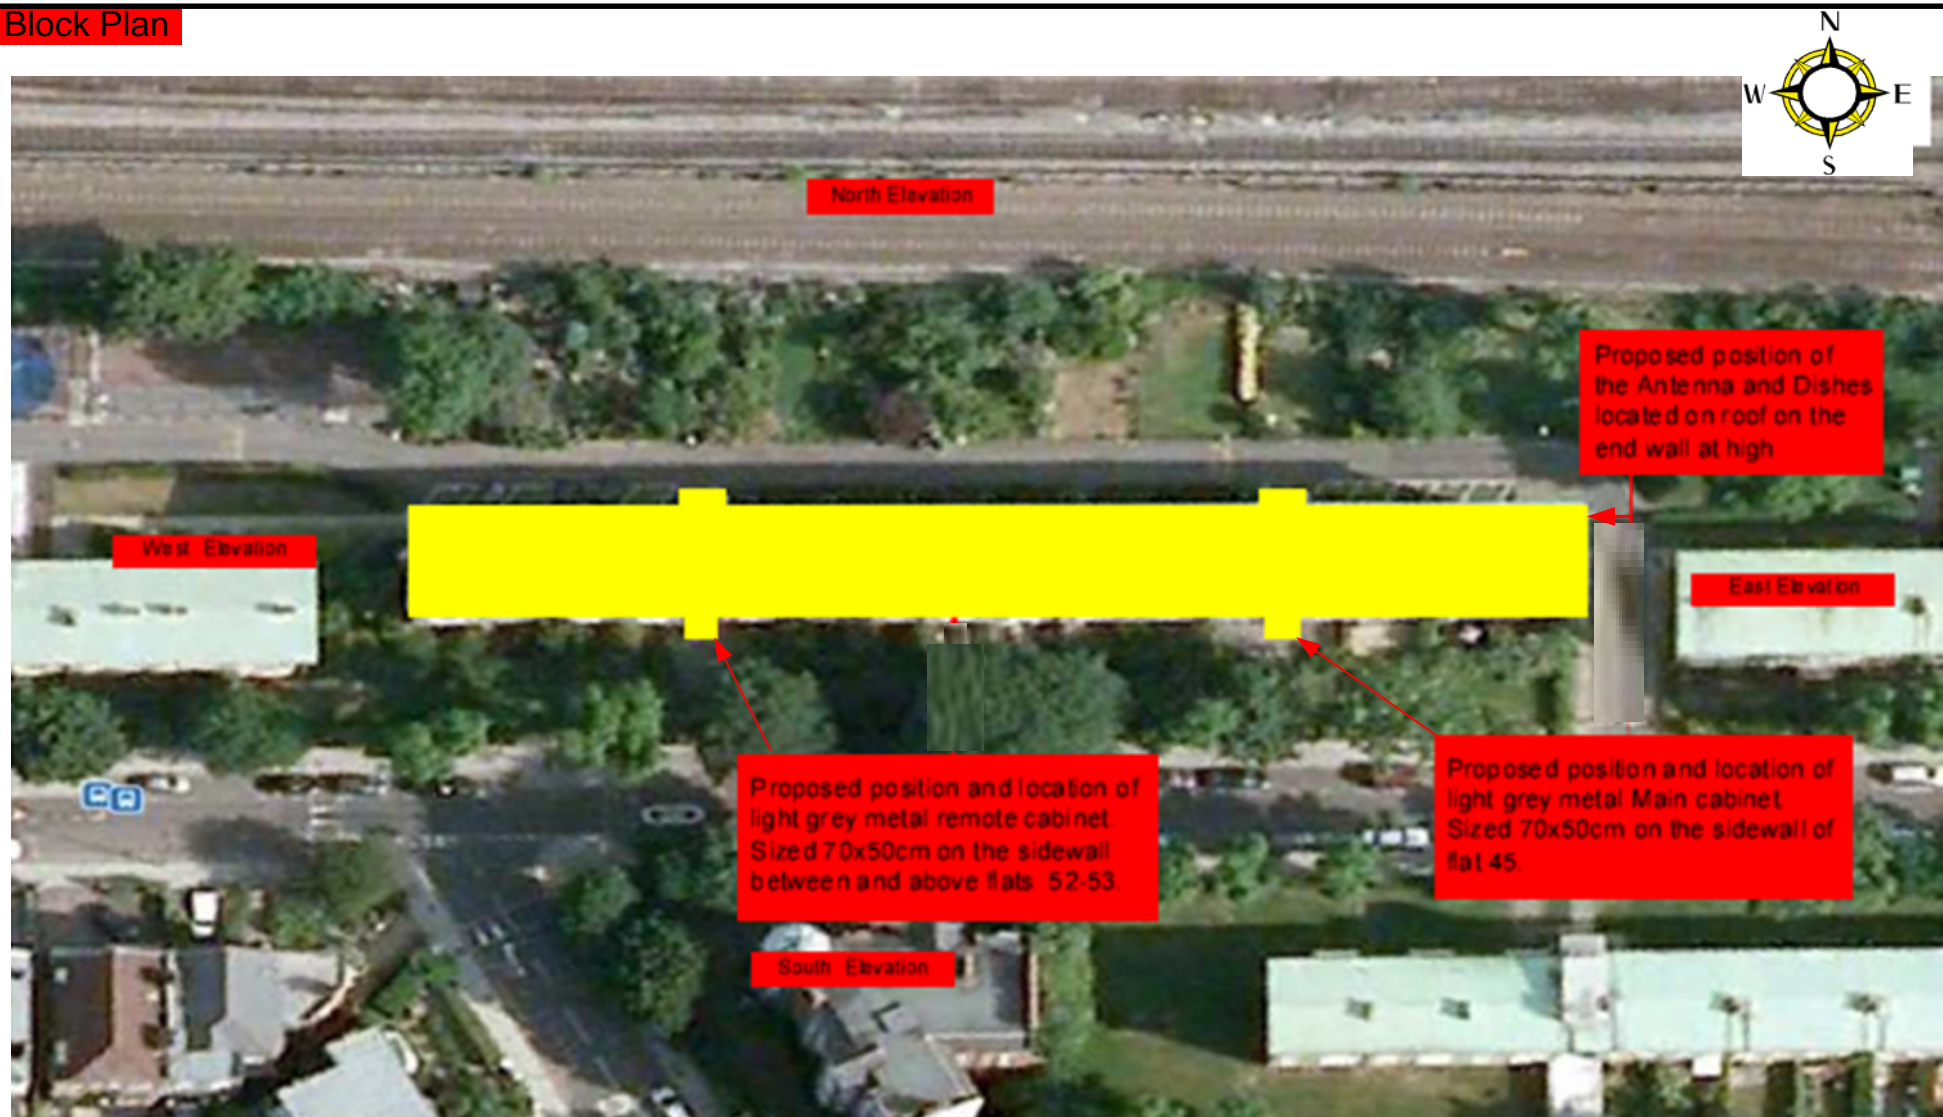 Block Plan
N
W E
S
North Elevation
Proposed position of
the Antenna and Dishes
located on roof on the
end wall at high
West Elevation
East Elevation
Proposed position and location of
light grey metal remote cabinet.
Sized 70x50cm on the sidewall
between and above flats 52-53.
Proposed position and location of
light grey metal Main cabinet
Sized 70x50cm on the sidewall of
flat 45.
South Elevation